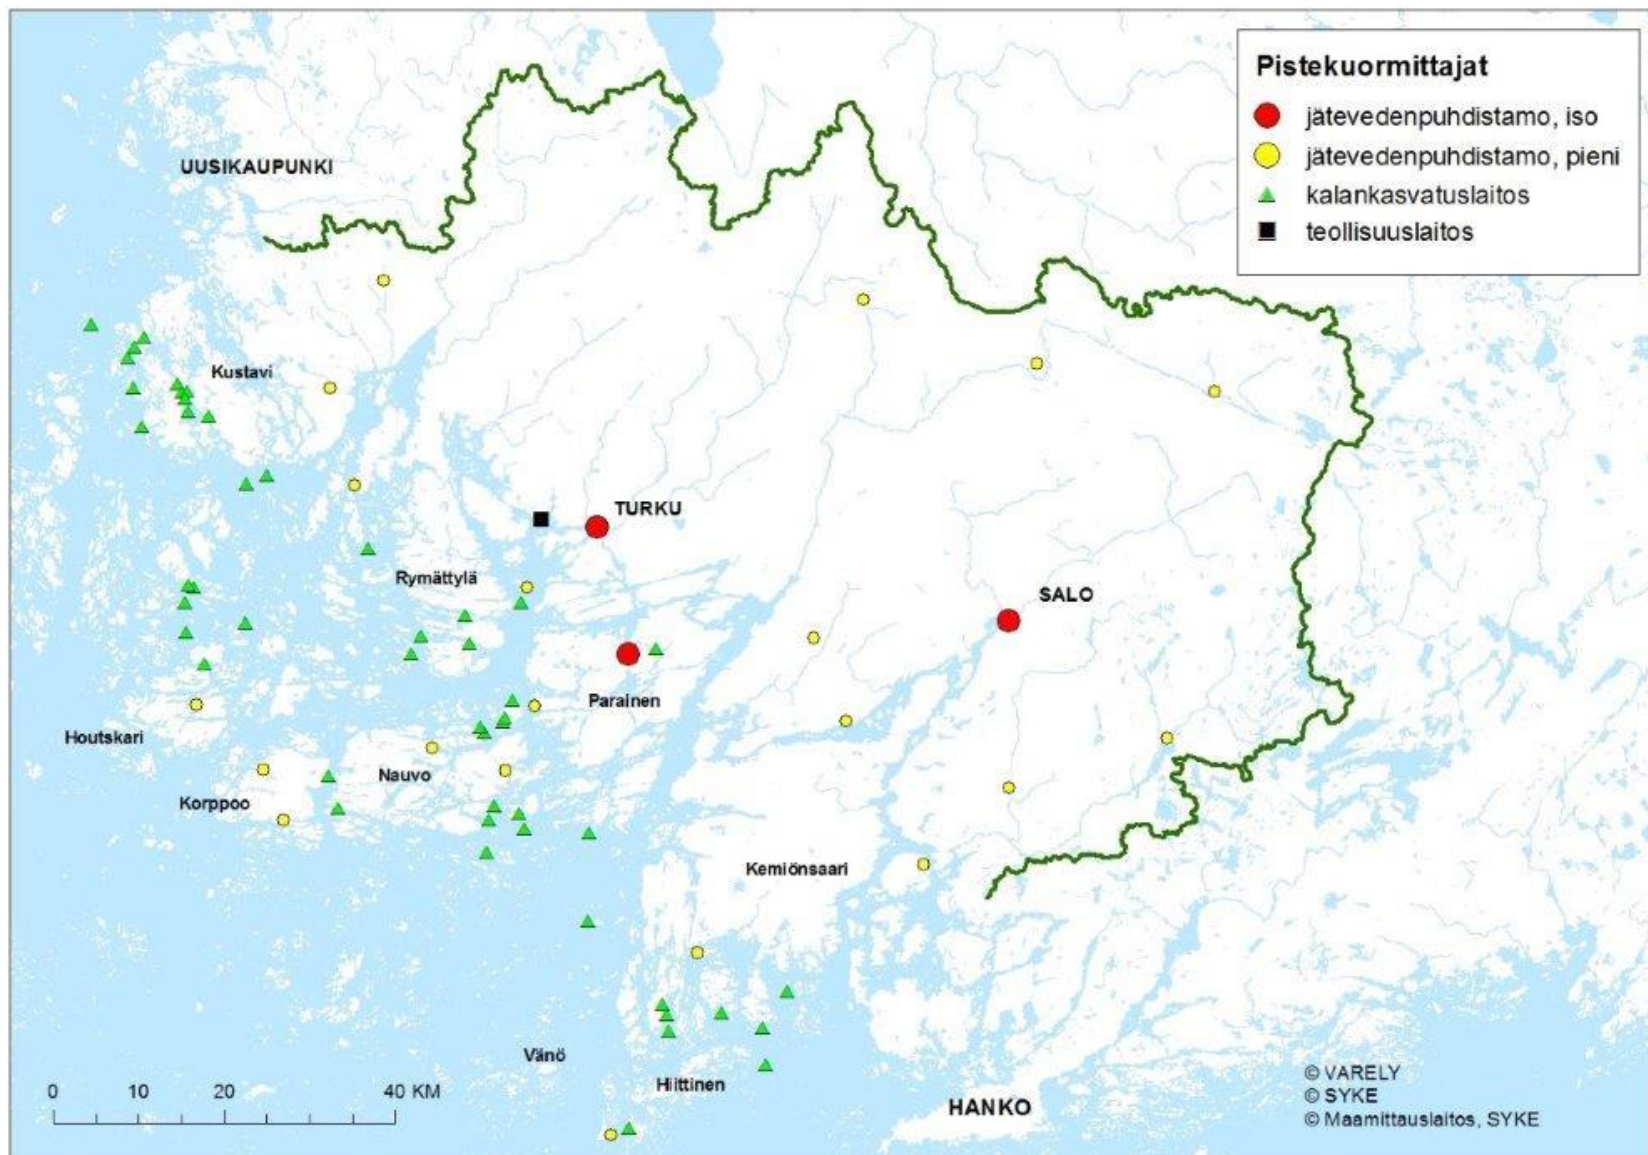 Pistekuormittajat
jätevedenpuhdistamo, iso
jätevedenpuhdistamo, pieni
kalankasvatuslaitos
teollisuuslaitos
UUSIKAUPUNKI
Kustavi
TURKU
Rymättylä
SALO
Parainen
Houtskari
Nauvo
Korppoo
Kemiönsaari
Vänö
Hiittinen
HANKO
0 10 20 40 KM
© VARELY
© SYKE
© Maamittauslaitos, SYKE